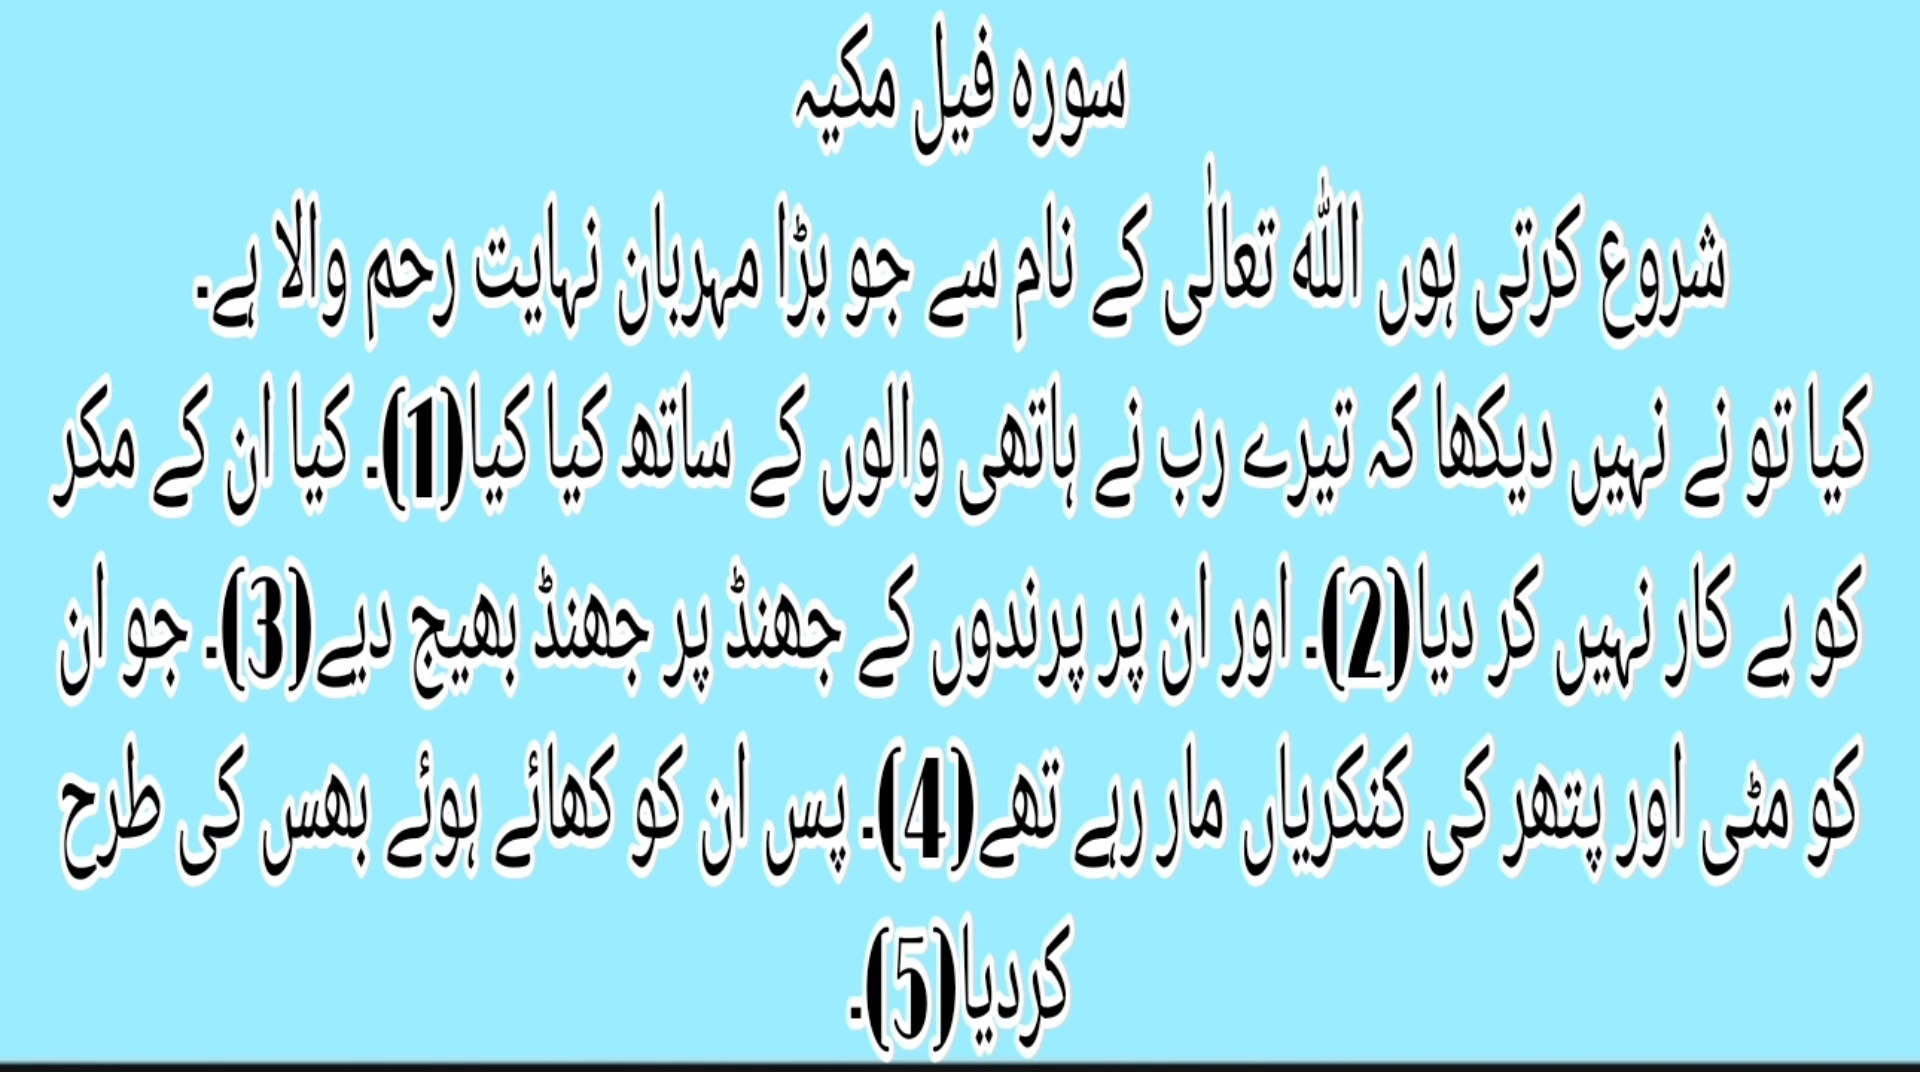 سورہ فیل مکیہ
شروع کرتی ہوں اللّٰہ تعالٰی کے نام سے جو بڑا مہربان نہایت رحم والا ہے۔
کیا تو نے نہیں دیکھا کہ تیرے رب نے ہاتھی والوں کے ساتھ کیا کیا(1)۔ کیا ان کے مکر
کو بے کار نہیں کر دیا(2)۔ اور ان پر پرندوں کے جھنڈ پر جھنڈ بھیج دیے(3)۔ جو ان
کو مٹی اور پتھر کی کنکریاں مار رہے تھے(4)۔ پس ان کو کھائے ہوئے بھس کی طرح
کردیا(5)۔